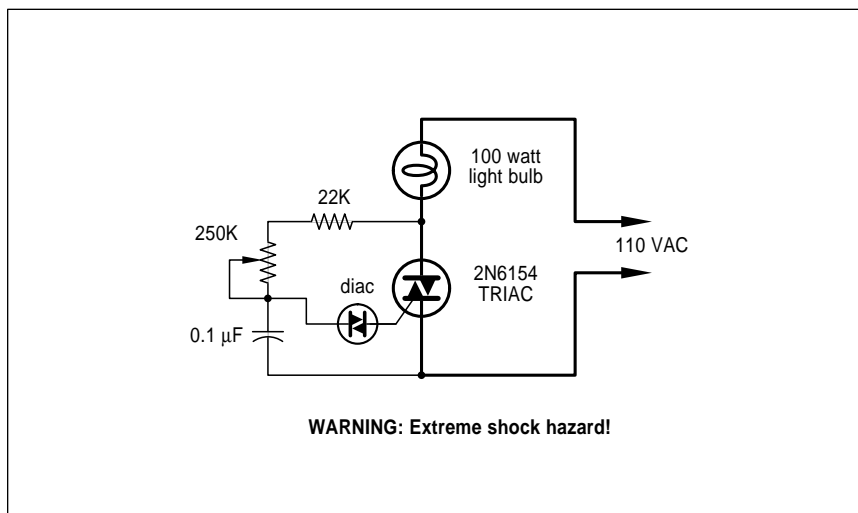 100 watt
light bulb
22K
250K
110 VAC
diac
2N6154
TRIAC
0.1 μF
WARNING: Extreme shock hazard!